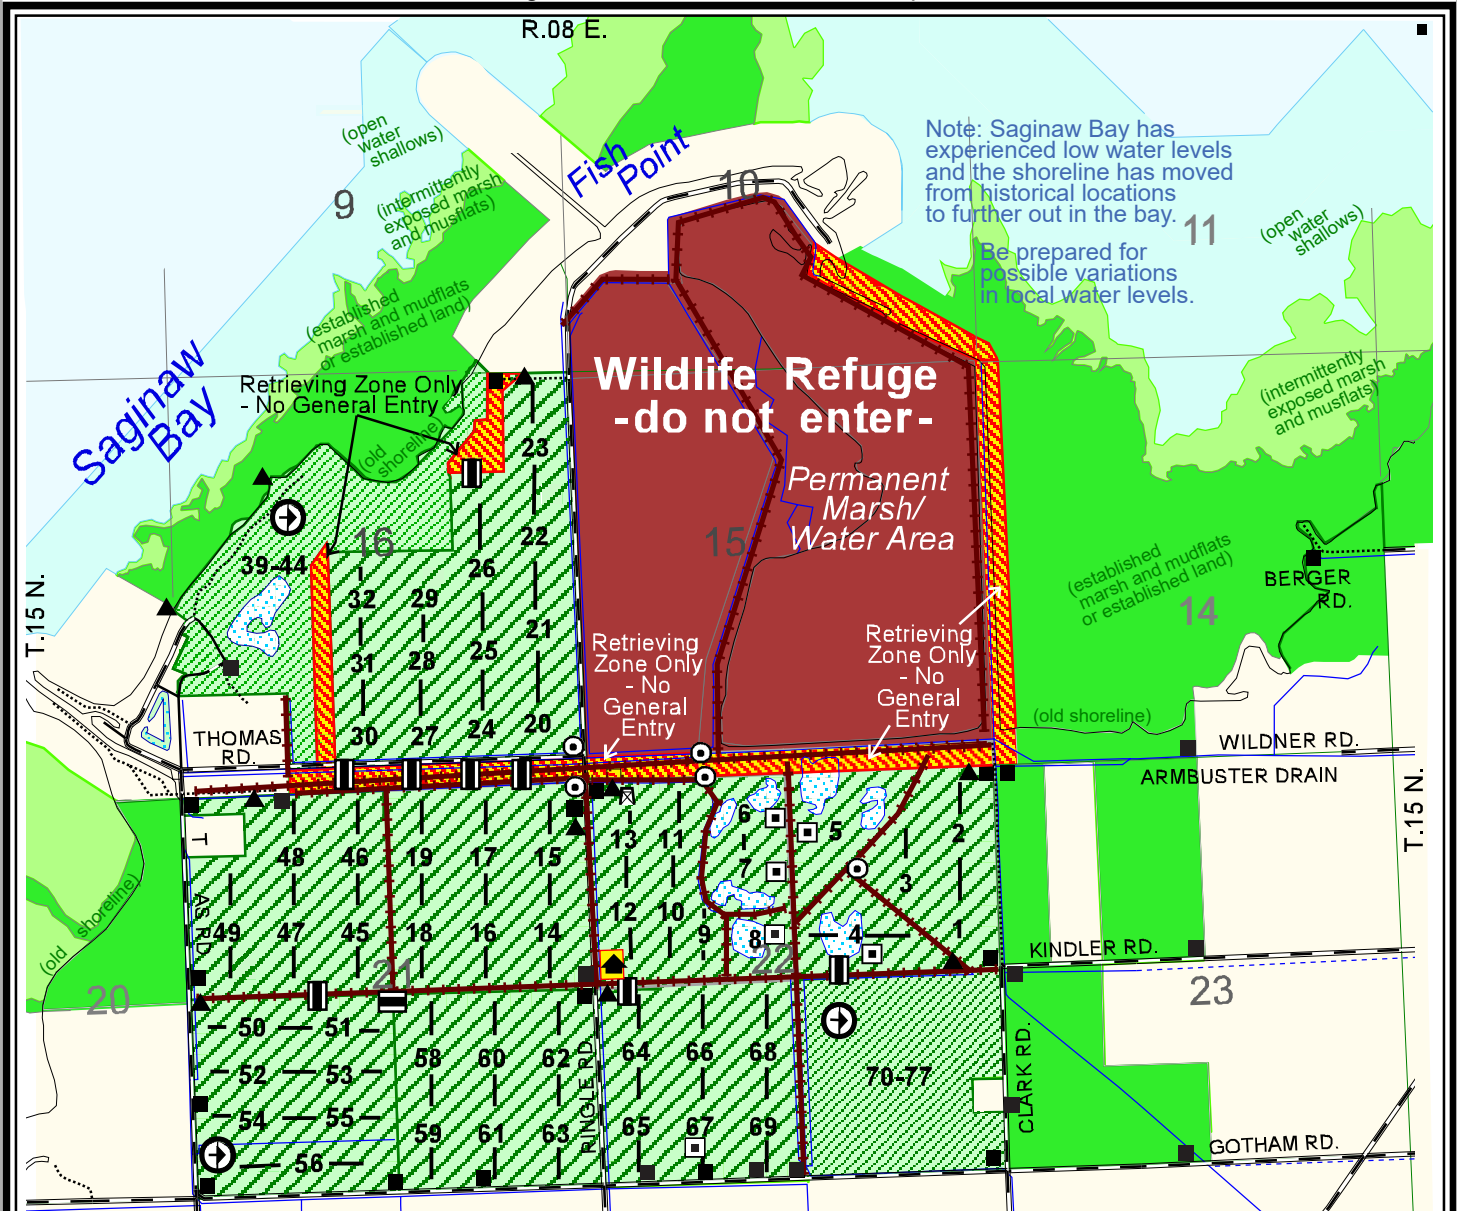 R.08 E.
(open
water
shallows)
Fish
Point
10
Note: Saginaw Bay has
experienced low water levels
and the shoreline has moved
from historical locations
to further out in the bay.
Be prepared for
possible variations
in local water levels.
9
(intermittently
exposed marsh
and musflats)
11
(open
water
shallows)
(established
marsh and mudflats
or established land)
Saginaw
Bay
Retrieving Zone Only
- No General Entry
(old
shoreline)
Wildlife Refuge
-do not enter-
Permanent
Marsh/
Water Area
(intermittently
exposed marsh
and musflats)
23
22
16
15
39-44
26
32
29
21
31
28
25
30
27
24
20
(established
marsh and mudflats
or established land)
14
BERGER
RD.
T.15 N.
Retrieving
Zone Only
- No
General
Entry
Retrieving
Zone Only
- No
General
Entry
(old shoreline)
THOMAS
RD.
WILDNER RD.
ARMBUSTER DRAIN
T.15 N.
T
AS RD
48
46
19
17
15
13
11
6
5
2
7
3
49
47
45
18
16
14
12
10
9
8
4
1
(old shoreline)
20
21
22
23
KINDLER RD.
50
51
52
53
54
55
56
58
60
62
64
66
68
70-77
59
61
63
65
67
69
RINGLE RD.
CLARK RD.
GOTHAM RD.